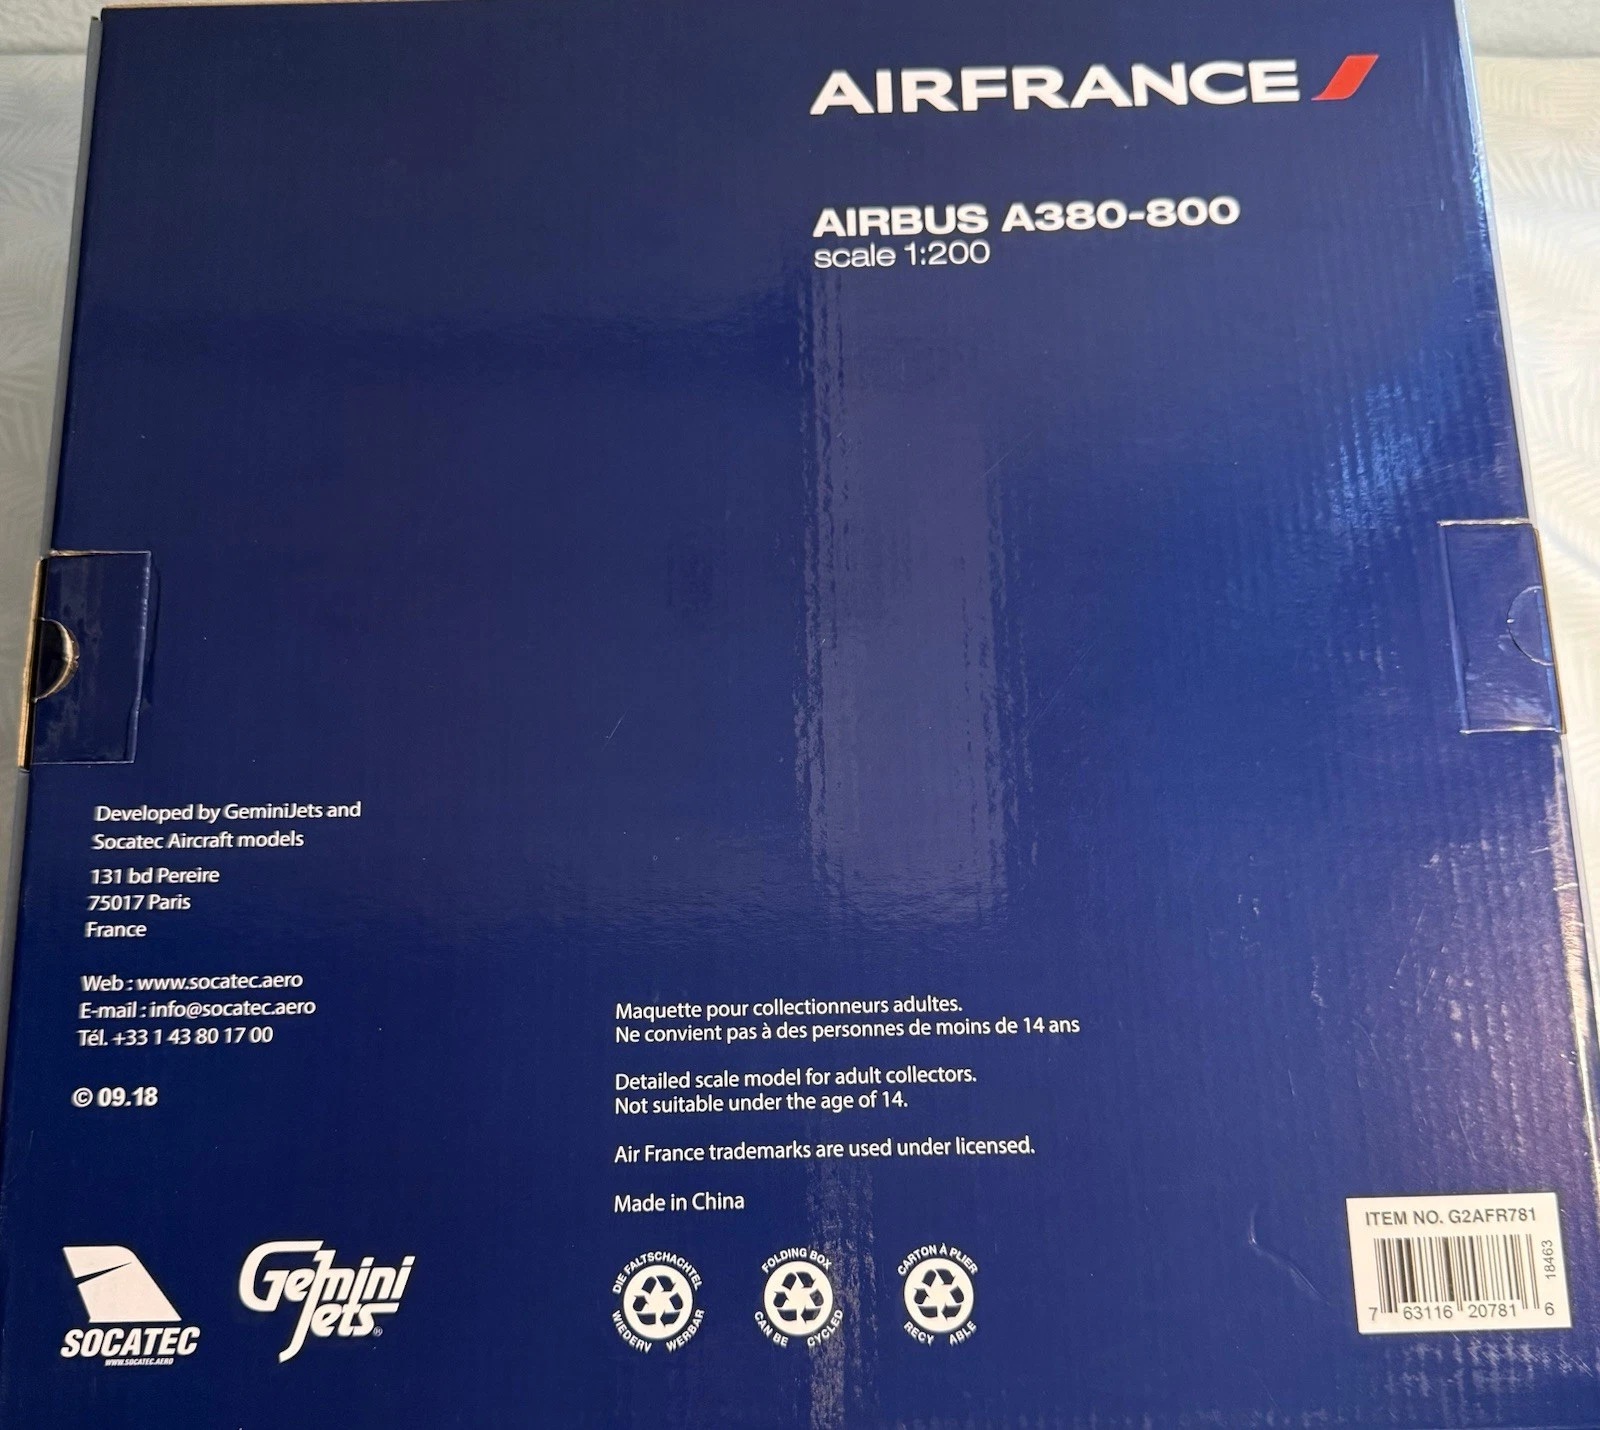 AIRFRANCE
AIRBUS A380-800
scale 1:200
Developed by GeminiJets and
Socatec Aircraft models
131 bd Pereire
75017 Paris
France
Web : www.socatec.aero
E-mail : info@socatec.aero
Tél. +33 1 43 80 17 00
© 09.18
Maquette pour collectionneurs adultes.
Ne convient pas à des personnes de moins de 14 ans
Detailed scale model for adult collectors.
Not suitable under the age of 14.
Air France trademarks are used under licensed.
Made in China
SOCATEC
WWW.SOCATEC.AERO
Gemini
Jets®
DIE FALTSCHACHTEL
WIEDERV WERBAR
FOLDING BOX
CAN BE CYCLED
CARTON À PLIER
RECY ABLE
ITEM NO. G2AFR781
18463
7 63116 20781 6